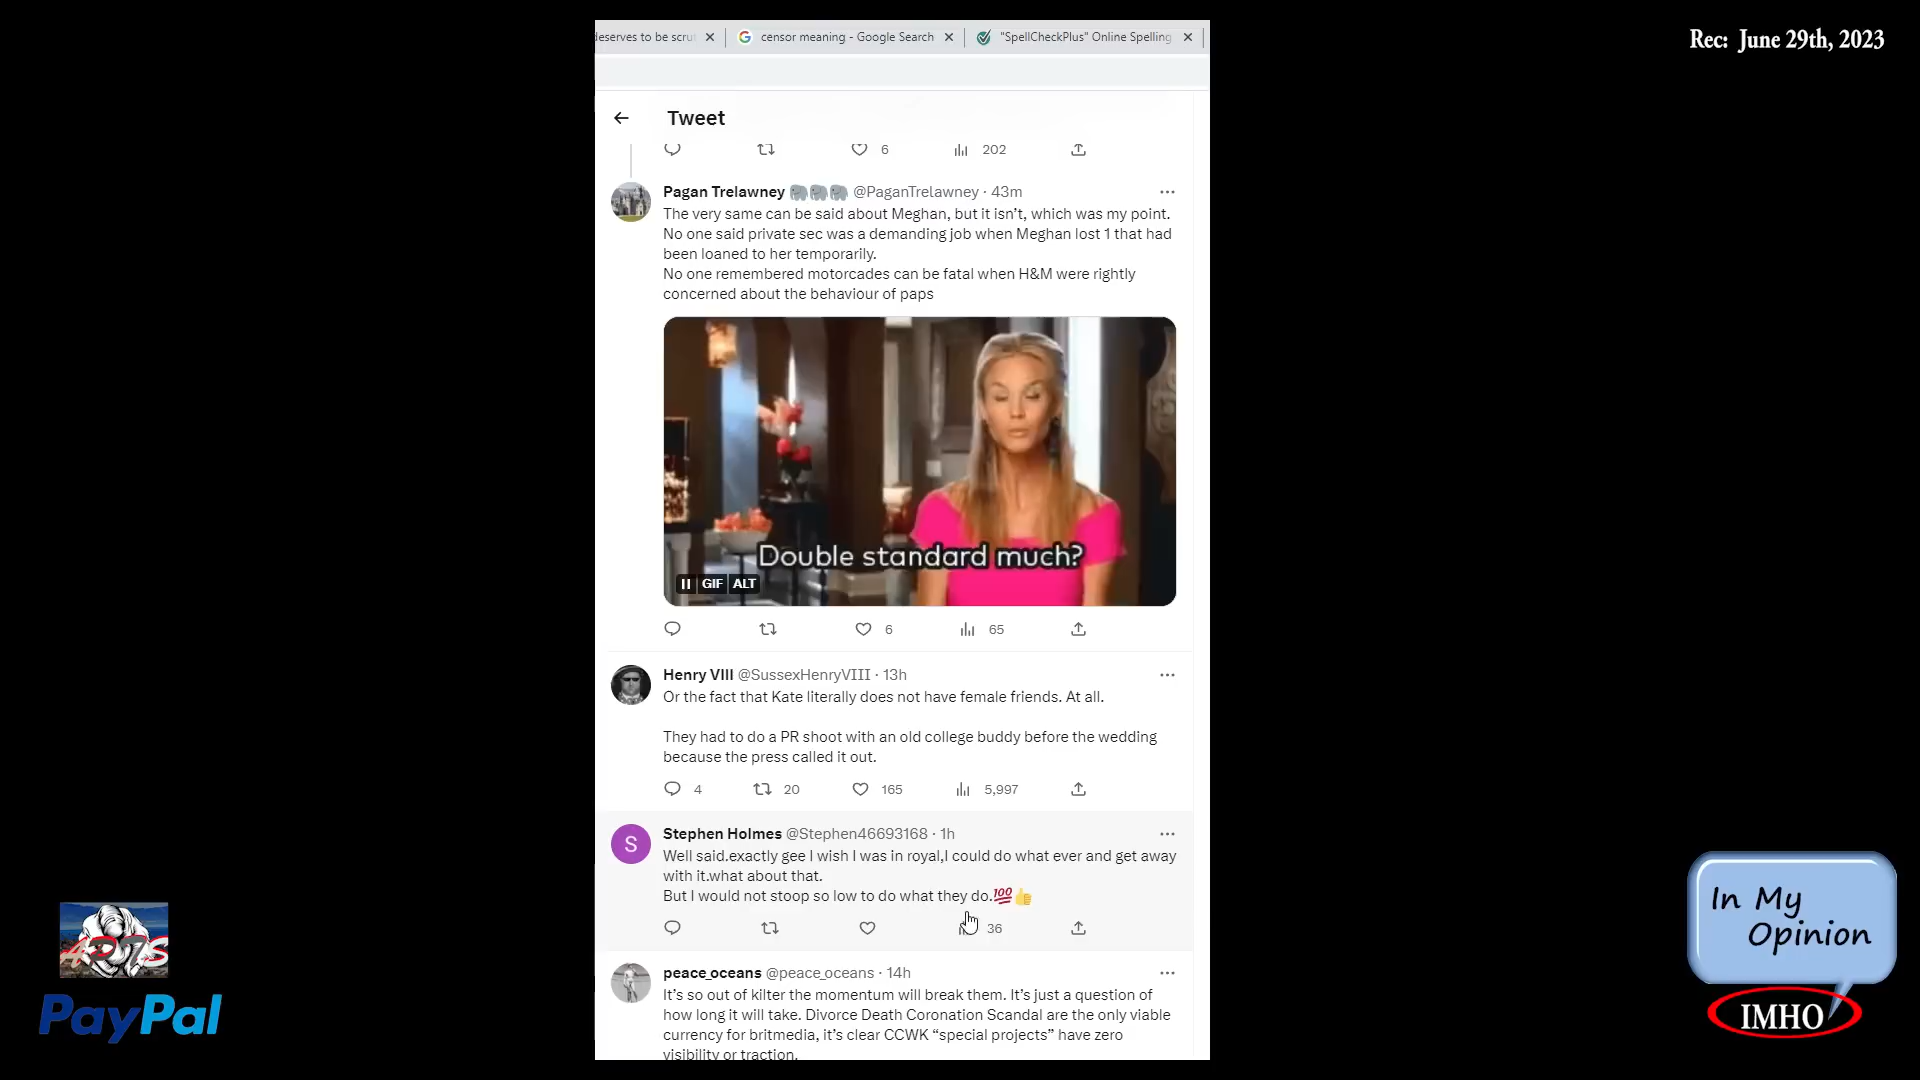 Rec: June 29th, 2023
deserves to be scru
censor meaning - Google Search
"SpellCheckPlus" Online Spelling
Tweet
6
202
Pagan Trelawney 🐘🐘🐘 @PaganTrelawney · 43m
The very same can be said about Meghan, but it isn't, which was my point.
No one said private sec was a demanding job when Meghan lost 1 that had
been loaned to her temporarily.
No one remembered motorcades can be fatal when H&M were rightly
concerned about the behaviour of paps
Double standard much?
GIF ALT
6
65
Henry VIII @SussexHenryVIII · 13h
Or the fact that Kate literally does not have female friends. At all.
They had to do a PR shoot with an old college buddy before the wedding
because the press called it out.
4
20
165
5,997
S
Stephen Holmes @Stephen46693168 · 1h
Well said.exactly gee I wish I was in royal,I could do what ever and get away
with it.what about that.
But I would not stoop so low to do what they do.💯👍
36
peace_oceans @peace_oceans · 14h
It's so out of kilter the momentum will break them. It's just a question of
how long it will take. Divorce Death Coronation Scandal are the only viable
currency for britmedia, it's clear CCWK "special projects" have zero
visibility or traction.
PayPal
In My
Opinion
IMHO